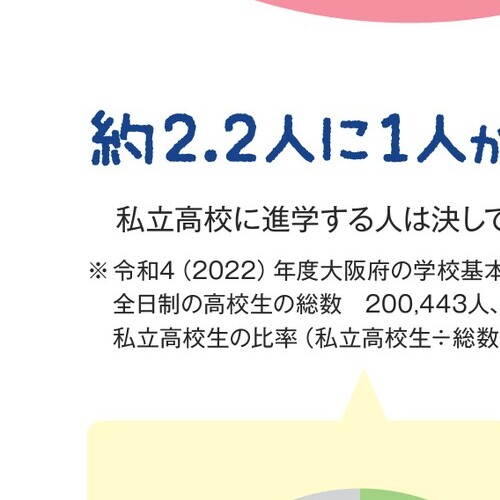 約2.2人に1人が
私立高校に進学する人は決して
※ 令和4（2022）年度大阪府の学校基本
全日制の高校生の総数　200,443人、
私立高校生の比率（私立高校生÷総数